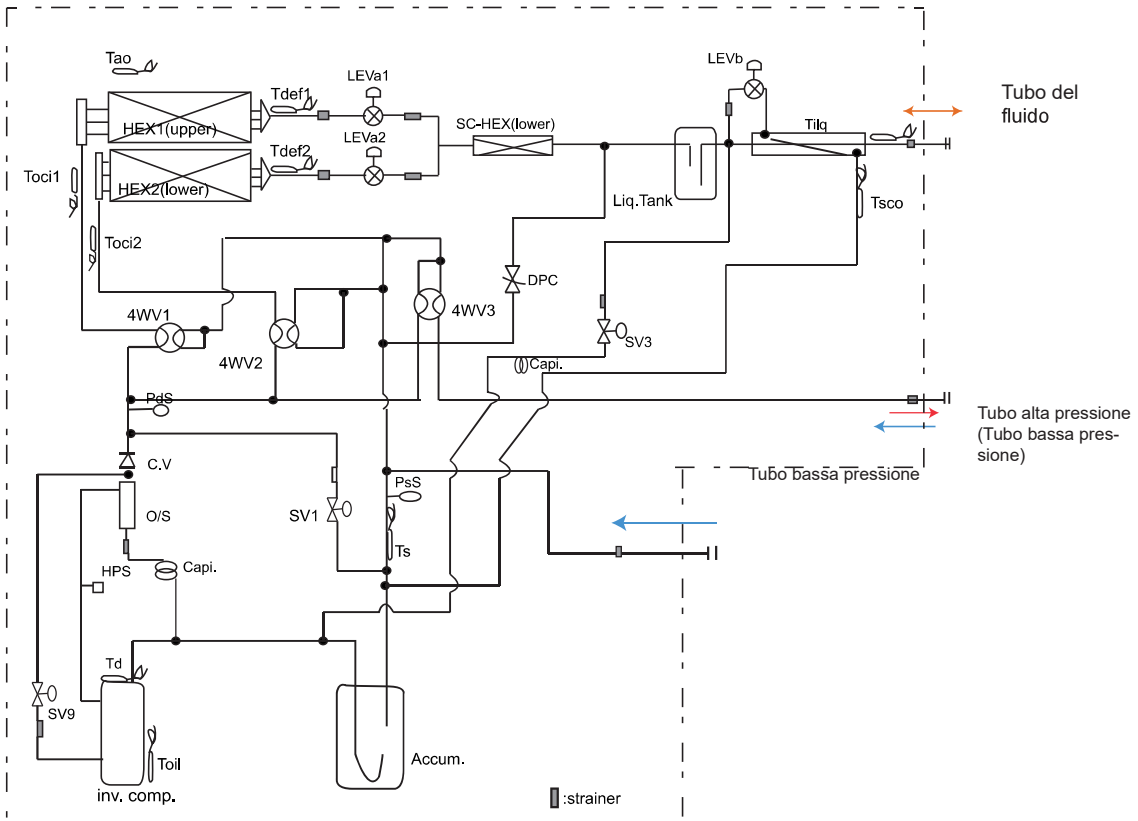 Tao
LEVa1
LEVb
Tubo del
fluido
Tdef1
HEX1(upper)
LEVa2
SC-HEX(lower)
Tilq
Tdef2
Toci1
HEX2(lower)
Liq.Tank
Tsco
Toci2
DPC
4WV1
4WV3
4WV2
SV3
Capi.
PdS
Tubo alta pressione
(Tubo bassa pres-
sione)
C.V
Tubo bassa pressione
PsS
O/S
SV1
Ts
HPS
Capi.
Td
SV9
Toil
Accum.
inv. comp.
:strainer